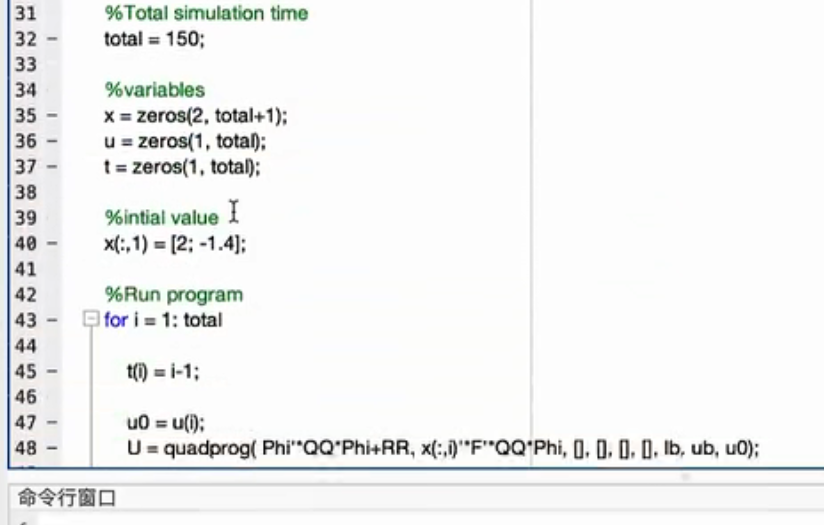 31 %Total simulation time
32 – total = 150;
33
34 %variables
35 – x = zeros(2, total+1);
36 – u = zeros(1, total);
37 – t = zeros(1, total);
38
39 %intial value
40 – x(:,1) = [2; -1.4];
41
42 %Run program
43 – for i = 1: total
44
45 – t(i) = i-1;
46
47 – u0 = u(i);
48 – U = quadprog( Phi'*QQ*Phi+RR, x(:,i)'*F'*QQ*Phi, [], [], [], [], lb, ub, u0);
命令行窗口